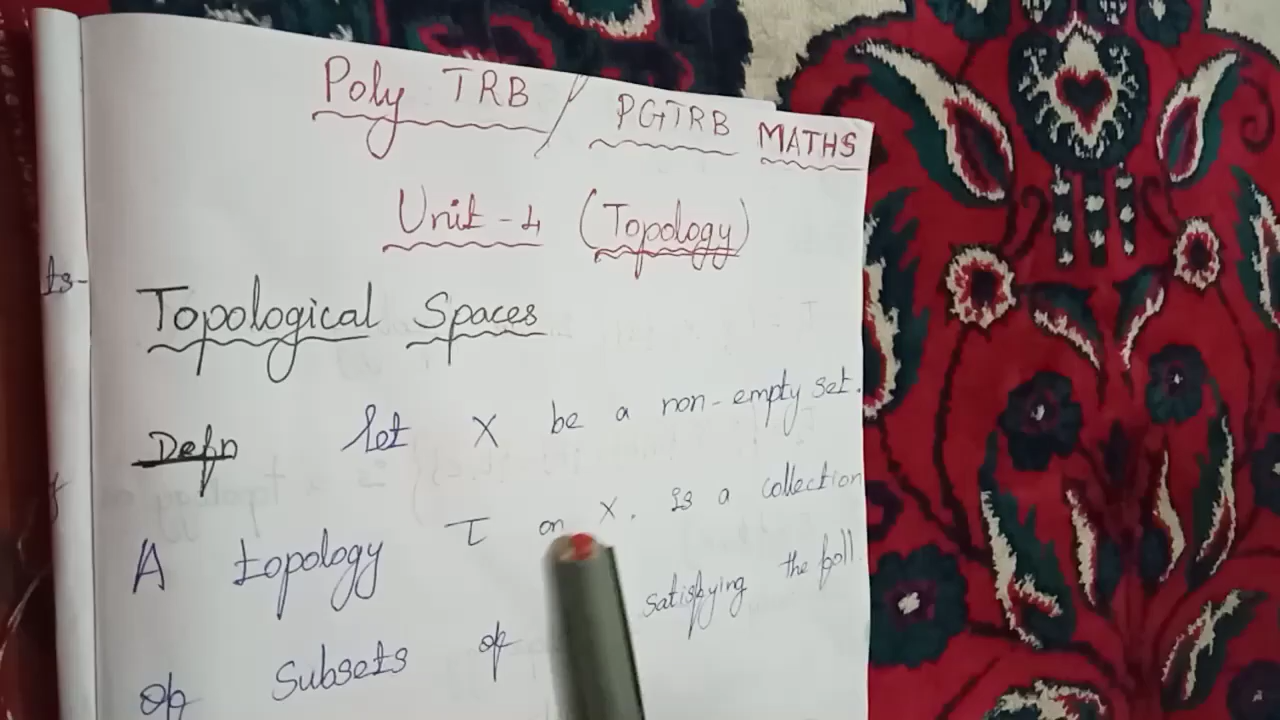 Poly TRB / PGTRB MATHS
Unit - 4 (Topology)
Topological Spaces
Defn Let X be a non-empty set.
A topology τ on X. is a collection
of subsets of satisfying the foll.
ts-